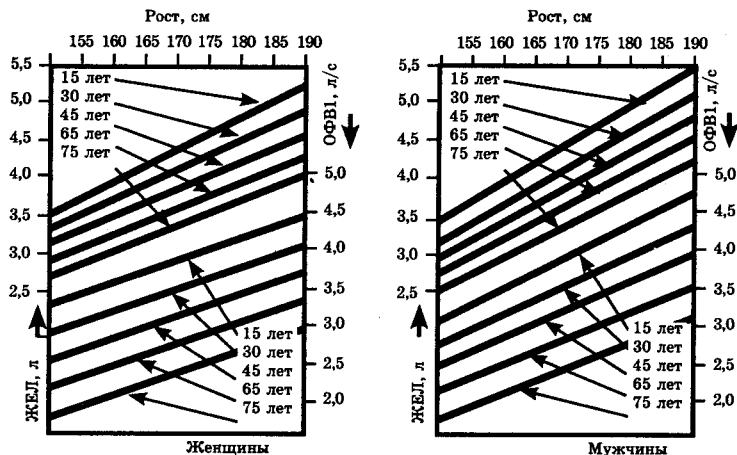 Рост, см
155 160 165 170 175 180 185 190
5,5
5,0
4,5
4,0
3,5
3,0
2,5
ЖЕЛ, л
15 лет
30 лет
45 лет
65 лет
75 лет
ОФВ1, л/с
5,0
4,5
4,0
3,5
3,0
2,5
2,0
15 лет
30 лет
45 лет
65 лет
75 лет
Женщины
Рост, см
155 160 165 170 175 180 185 190
5,5
5,0
4,5
4,0
3,5
3,0
2,5
ЖЕЛ, л
15 лет
30 лет
45 лет
65 лет
75 лет
ОФВ1, л/с
5,0
4,5
4,0
3,5
3,0
2,5
2,0
15 лет
30 лет
45 лет
65 лет
75 лет
Мужчины